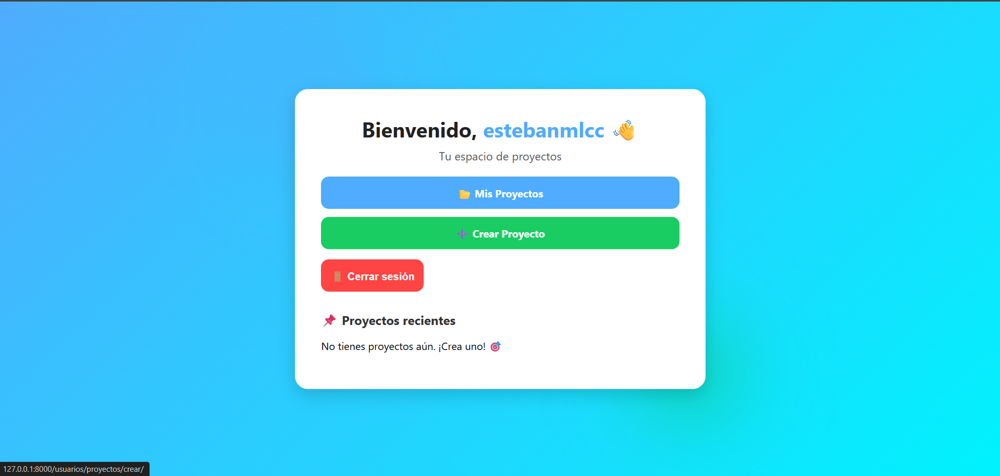 Bienvenido, estebanmlcc 👋
Tu espacio de proyectos
📂 Mis Proyectos
➕ Crear Proyecto
🚪 Cerrar sesión
📌 Proyectos recientes
No tienes proyectos aún. ¡Crea uno! 🎯
127.0.0.1:8000/usuarios/proyectos/crear/